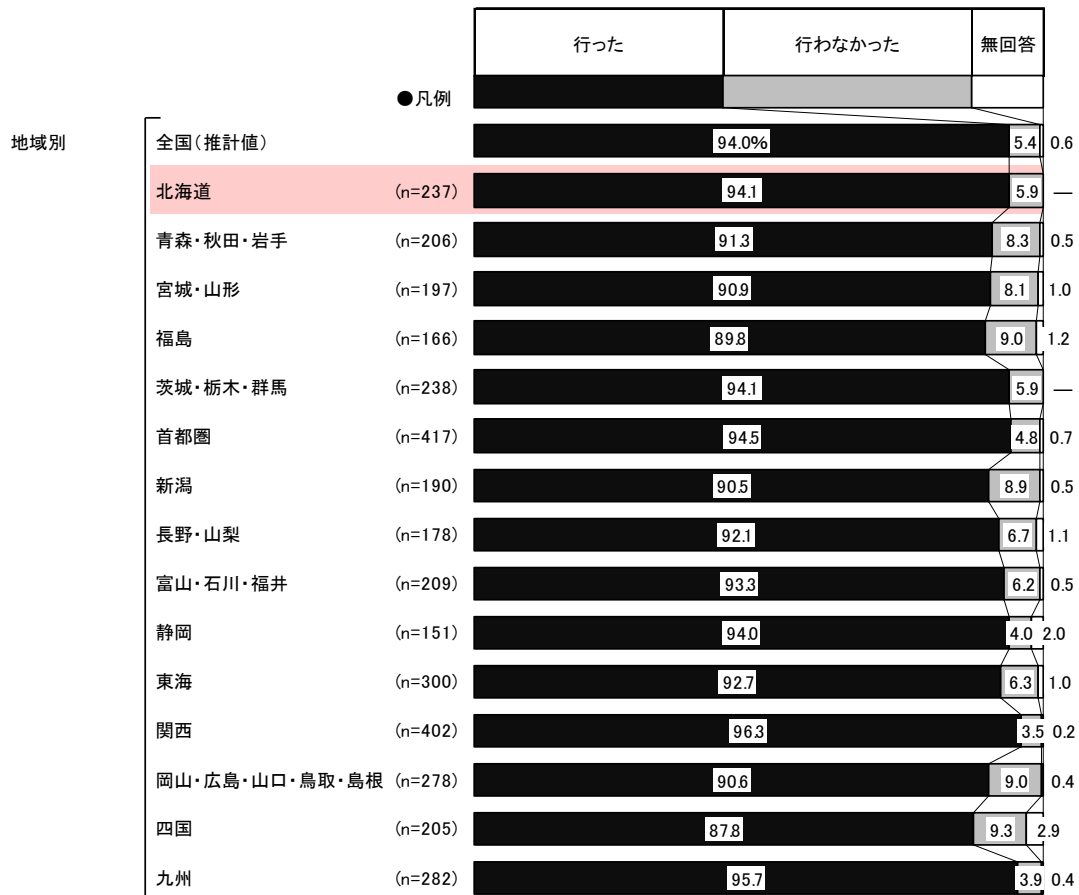 行った 行わなかった 無回答
●凡例
地域別 全国(推計値) 94.0% 5.4 0.6
北海道 (n=237) 94.1 5.9 —
青森・秋田・岩手 (n=206) 91.3 8.3 0.5
宮城・山形 (n=197) 90.9 8.1 1.0
福島 (n=166) 89.8 9.0 1.2
茨城・栃木・群馬 (n=238) 94.1 5.9 —
首都圏 (n=417) 94.5 4.8 0.7
新潟 (n=190) 90.5 8.9 0.5
長野・山梨 (n=178) 92.1 6.7 1.1
富山・石川・福井 (n=209) 93.3 6.2 0.5
静岡 (n=151) 94.0 4.0 2.0
東海 (n=300) 92.7 6.3 1.0
関西 (n=402) 96.3 3.5 0.2
岡山・広島・山口・鳥取・島根 (n=278) 90.6 9.0 0.4
四国 (n=205) 87.8 9.3 2.9
九州 (n=282) 95.7 3.9 0.4